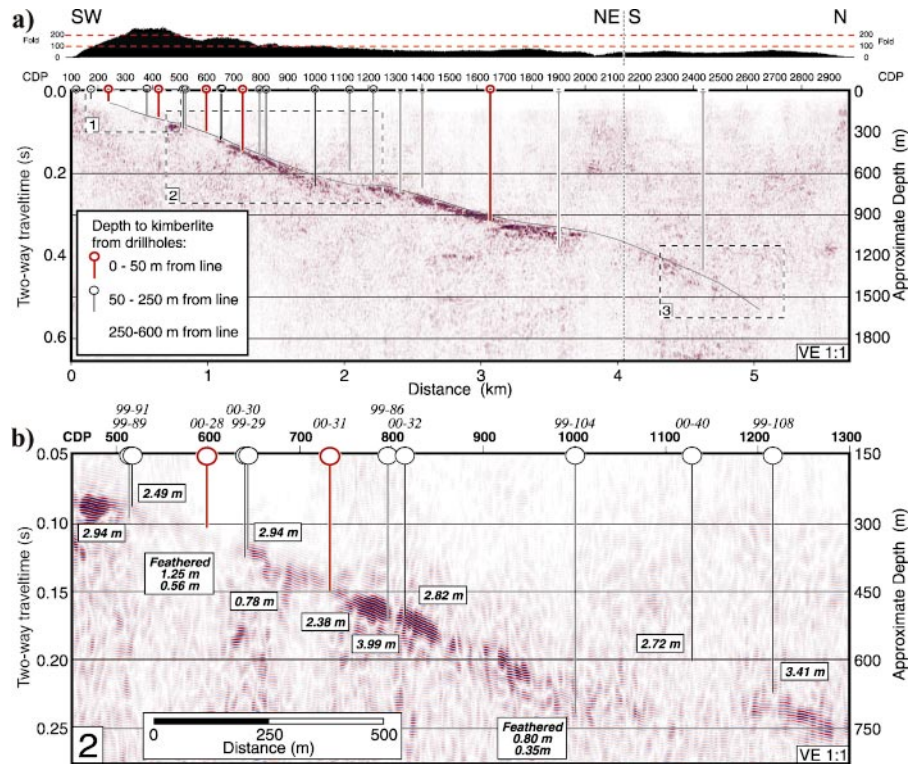 a) SW NE S N
200 200
100 Fold Fold 100
CDP CDP
100 200 300 400 500 600 700 800 900 1000 1100 1200 1300 1400 1500 1600 1700 1800 1900 2000 2100 2200 2300 2400 2500 2600 2700 2800 2900
0.0 0
1
0.2 300
2 600
Depth to kimberlite
from drillholes:
0 - 50 m from line
50 - 250 m from line
250-600 m from line
900
0.4 1200
1500
3
0.6 1800
VE 1:1
Two-way traveltime (s)
Approximate Depth (m)
0 1 2 3 4 5
Distance (km)
b)
99-91 00-30 99-86
99-89 00-28 99-29 00-31 00-32 99-104 00-40 99-108
CDP 500 600 700 800 900 1000 1100 1200 1300
0.05 150
2.49 m
0.10 300
2.94 m 2.94 m
Feathered
1.25 m
0.56 m
0.15 450
0.78 m 2.38 m 2.82 m
3.99 m 2.72 m
0.20 600
3.41 m
Feathered
0.80 m
0.35m
0.25 750
2
0 250 500
Distance (m)
VE 1:1
Two-way traveltime (s)
Approximate Depth (m)